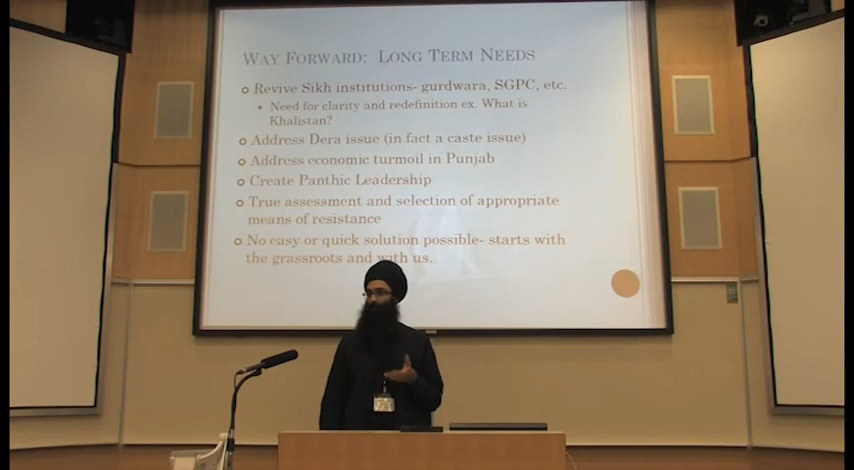 WAY FORWARD: LONG TERM NEEDS
Revive Sikh institutions- gurdwara, SGPC, etc.
Need for clarity and redefinition ex. What is
Khalistan?
Address Dera issue (in fact a caste issue)
Address economic turmoil in Punjab
Create Panthic Leadership
True assessment and selection of appropriate
means of resistance
No easy or quick solution possible- starts with
the grassroots and with us.